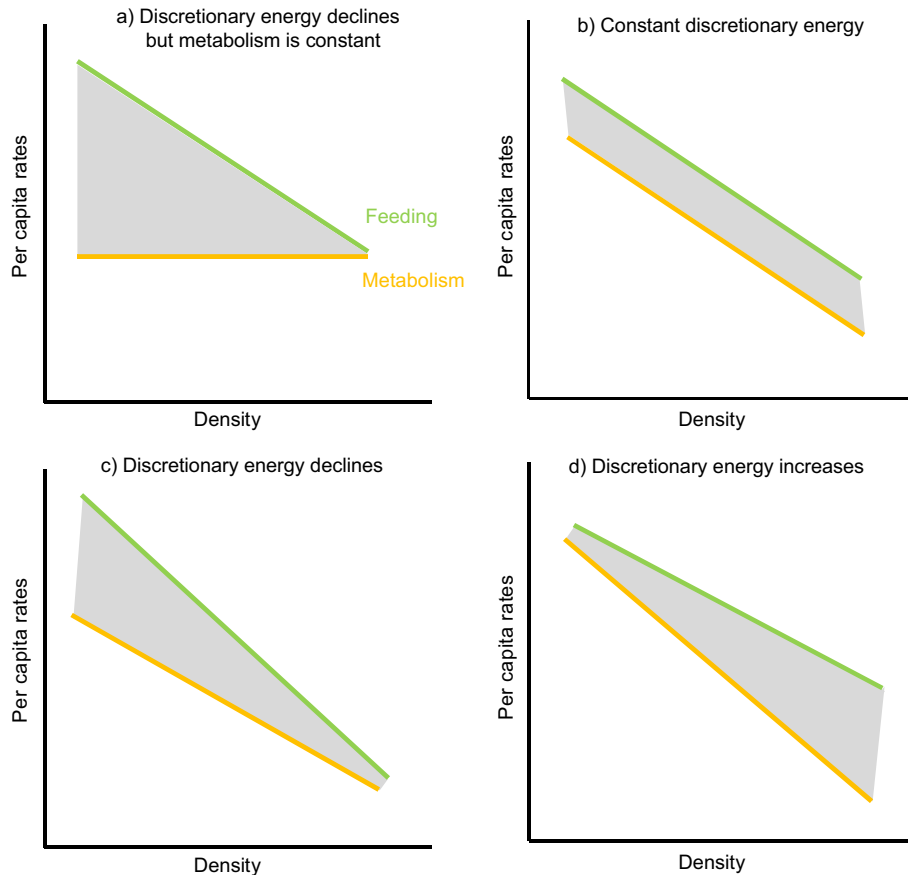 a) Discretionary energy declines
but metabolism is constant
Per capita rates
Feeding
Metabolism
Density
b) Constant discretionary energy
Per capita rates
Density
c) Discretionary energy declines
Per capita rates
Density
d) Discretionary energy increases
Per capita rates
Density